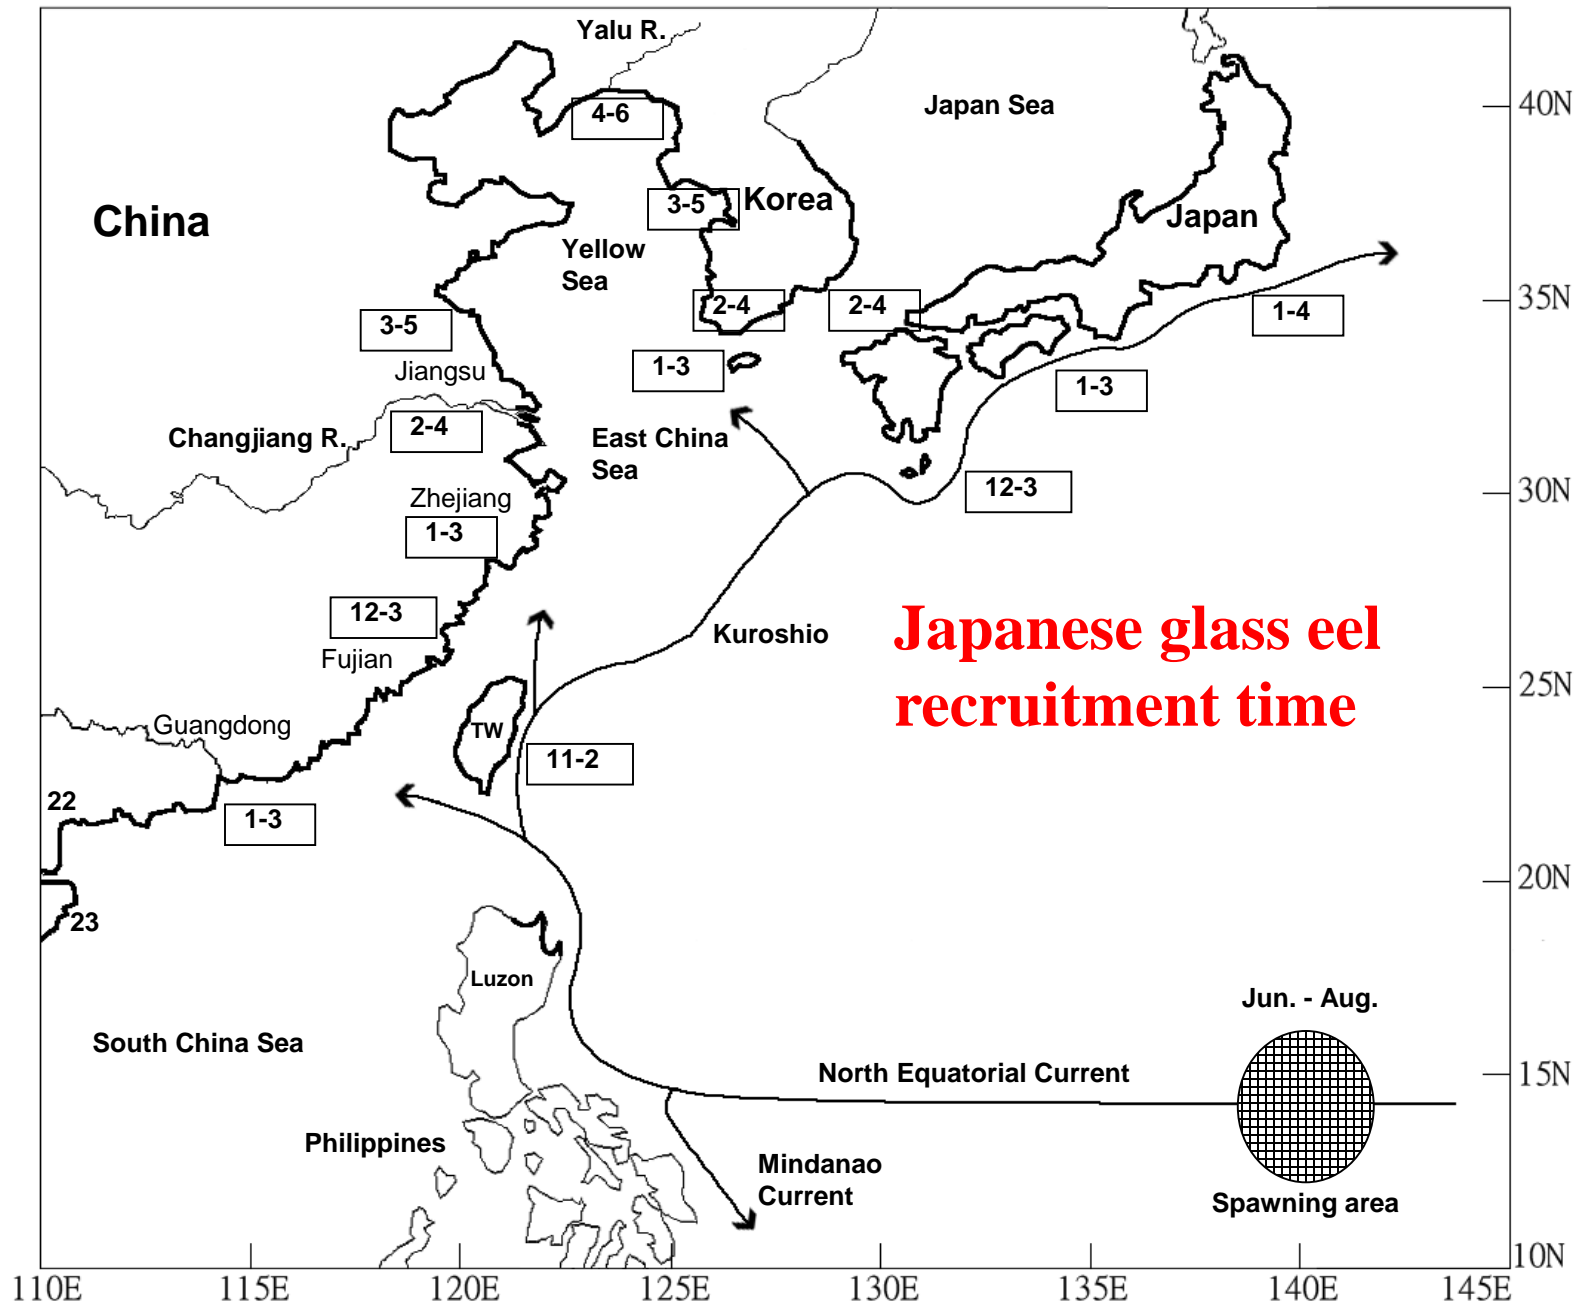 Yalu R.
40N
Japan Sea
4-6
China
3-5
Korea
Japan
Yellow
Sea
35N
2-4
2-4
1-4
3-5
1-3
Jiangsu
1-3
2-4
Changjiang R.
East China
Sea
30N
12-3
Zhejiang
1-3
12-3
Kuroshio
Japanese glass eel
recruitment time
Fujian
25N
Guangdong
TW
11-2
22
1-3
20N
23
Luzon
Jun. - Aug.
South China Sea
North Equatorial Current
15N
Philippines
Mindanao
Current
Spawning area
10N
110E 115E 120E 125E 130E 135E 140E 145E